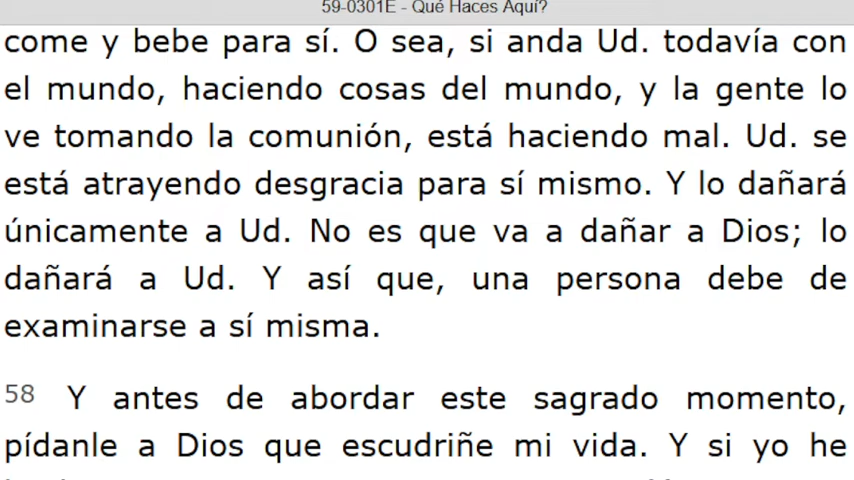 59-0301E - Qué Haces Aquí?
come y bebe para sí. O sea, si anda Ud. todavía con
el mundo, haciendo cosas del mundo, y la gente lo
ve tomando la comunión, está haciendo mal. Ud. se
está atrayendo desgracia para sí mismo. Y lo dañará
únicamente a Ud. No es que va a dañar a Dios; lo
dañará a Ud. Y así que, una persona debe de
examinarse a sí misma.
58 Y antes de abordar este sagrado momento,
pídanle a Dios que escudriñe mi vida. Y si yo he